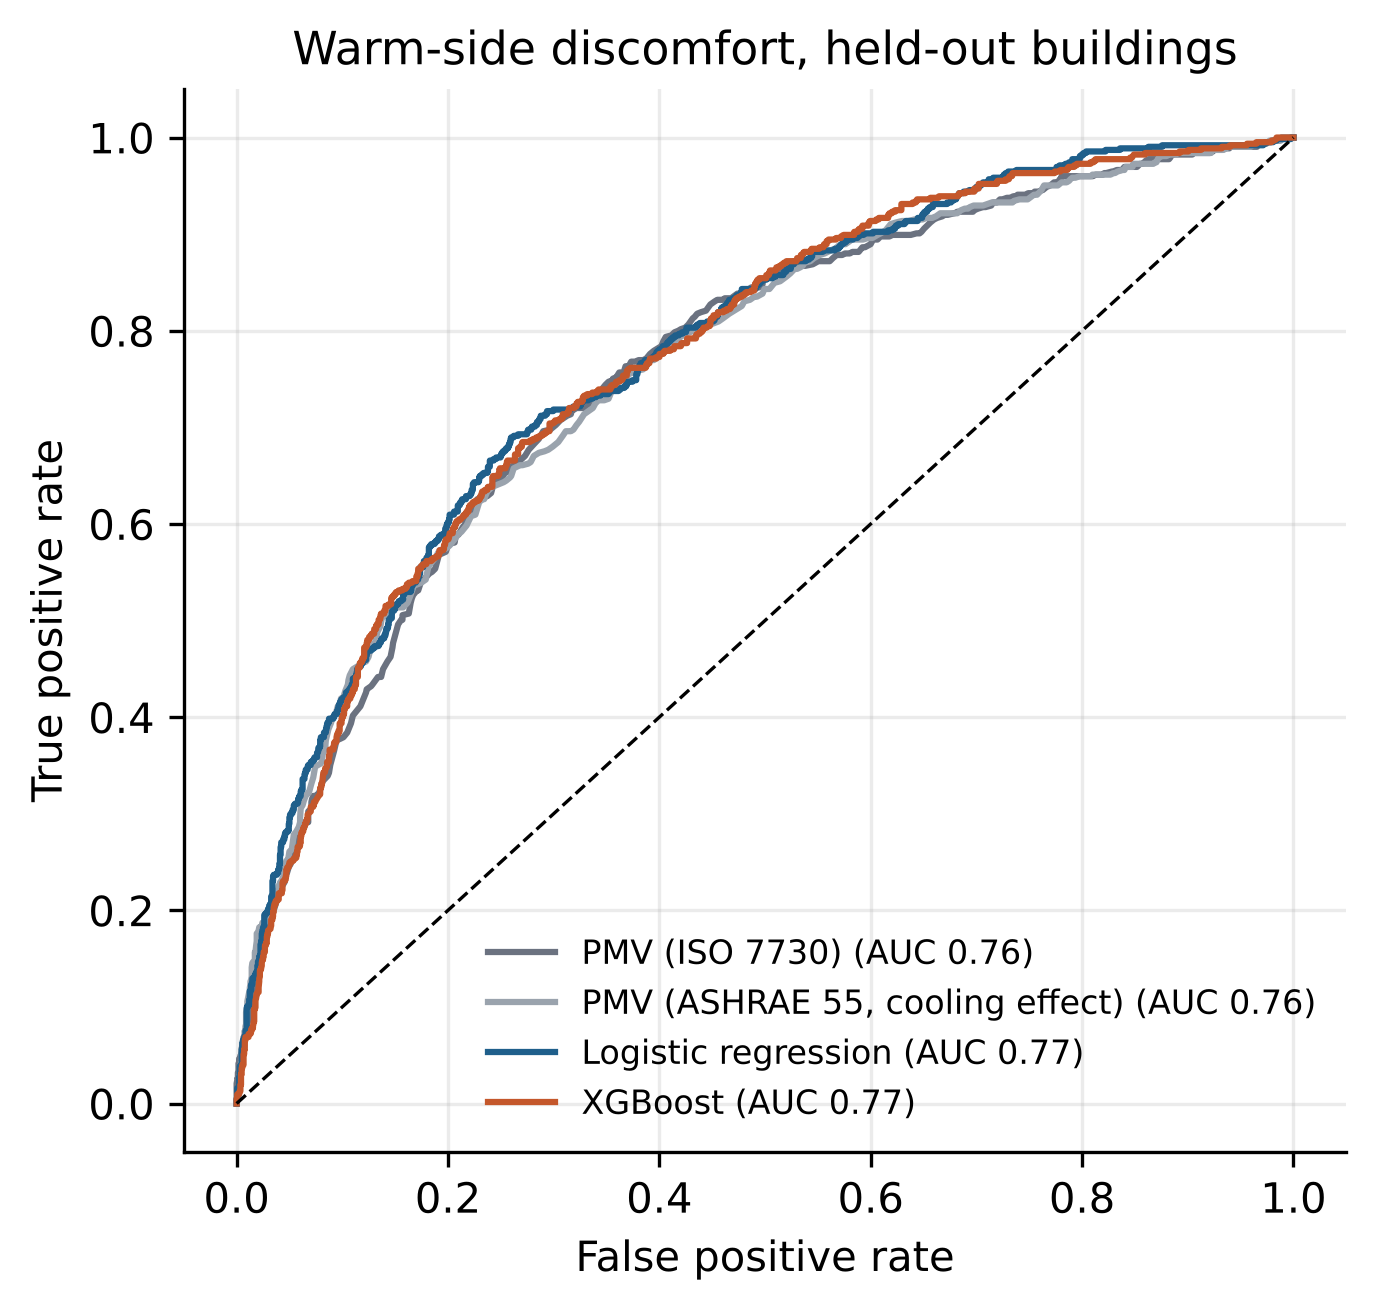 Warm-side discomfort, held-out buildings
1.0
0.8
0.6
0.4
0.2
0.0
True positive rate
PMV (ISO 7730) (AUC 0.76)
PMV (ASHRAE 55, cooling effect) (AUC 0.76)
Logistic regression (AUC 0.77)
XGBoost (AUC 0.77)
0.0 0.2 0.4 0.6 0.8 1.0
False positive rate